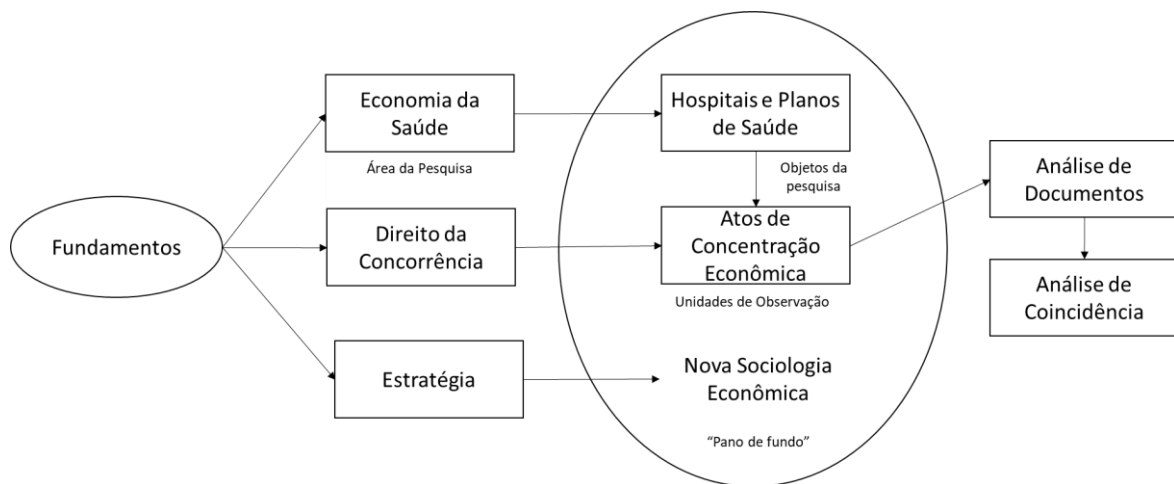 Fundamentos
Economia da
Saúde
Área da Pesquisa
Direito da
Concorrência
Estratégia
Hospitais e Planos
de Saúde
Objetos da
pesquisa
Atos de
Concentração
Econômica
Unidades de Observação
Nova Sociologia
Econômica
“Pano de fundo”
Análise de
Documentos
Análise de
Coincidência